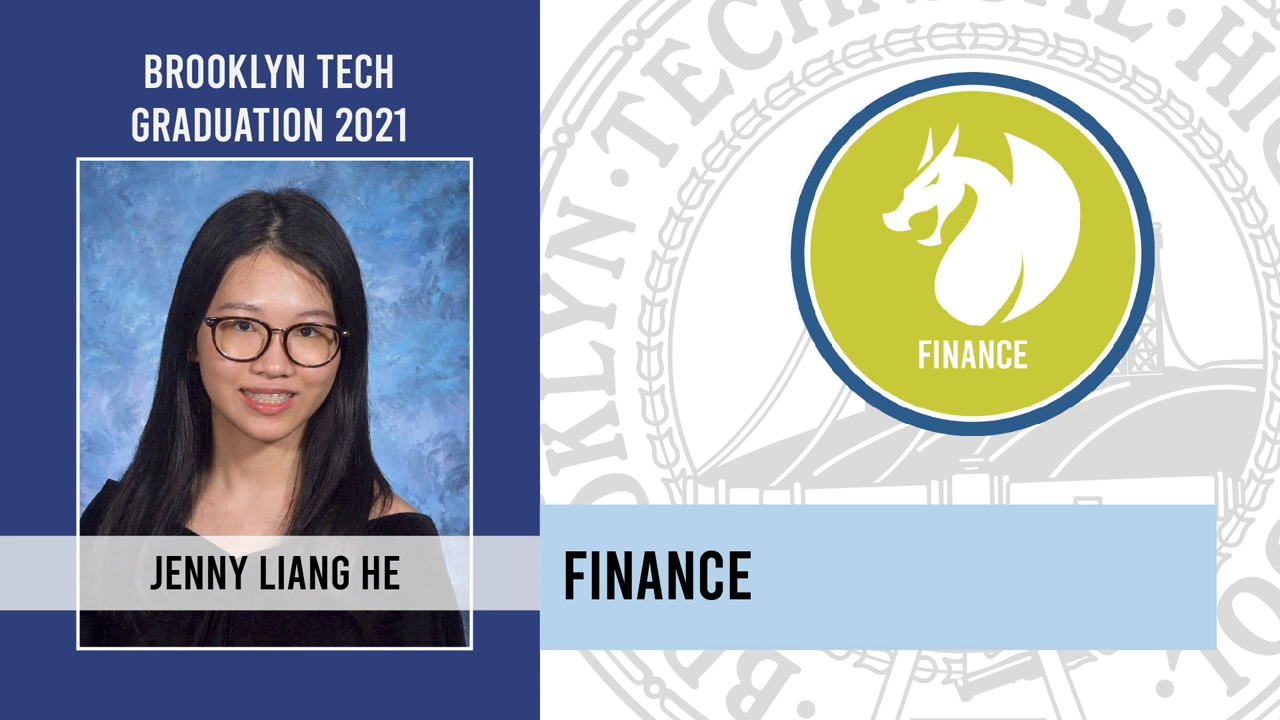 BROOKLYN TECH
GRADUATION 2021
JENNY LIANG HE
FINANCE
FINANCE